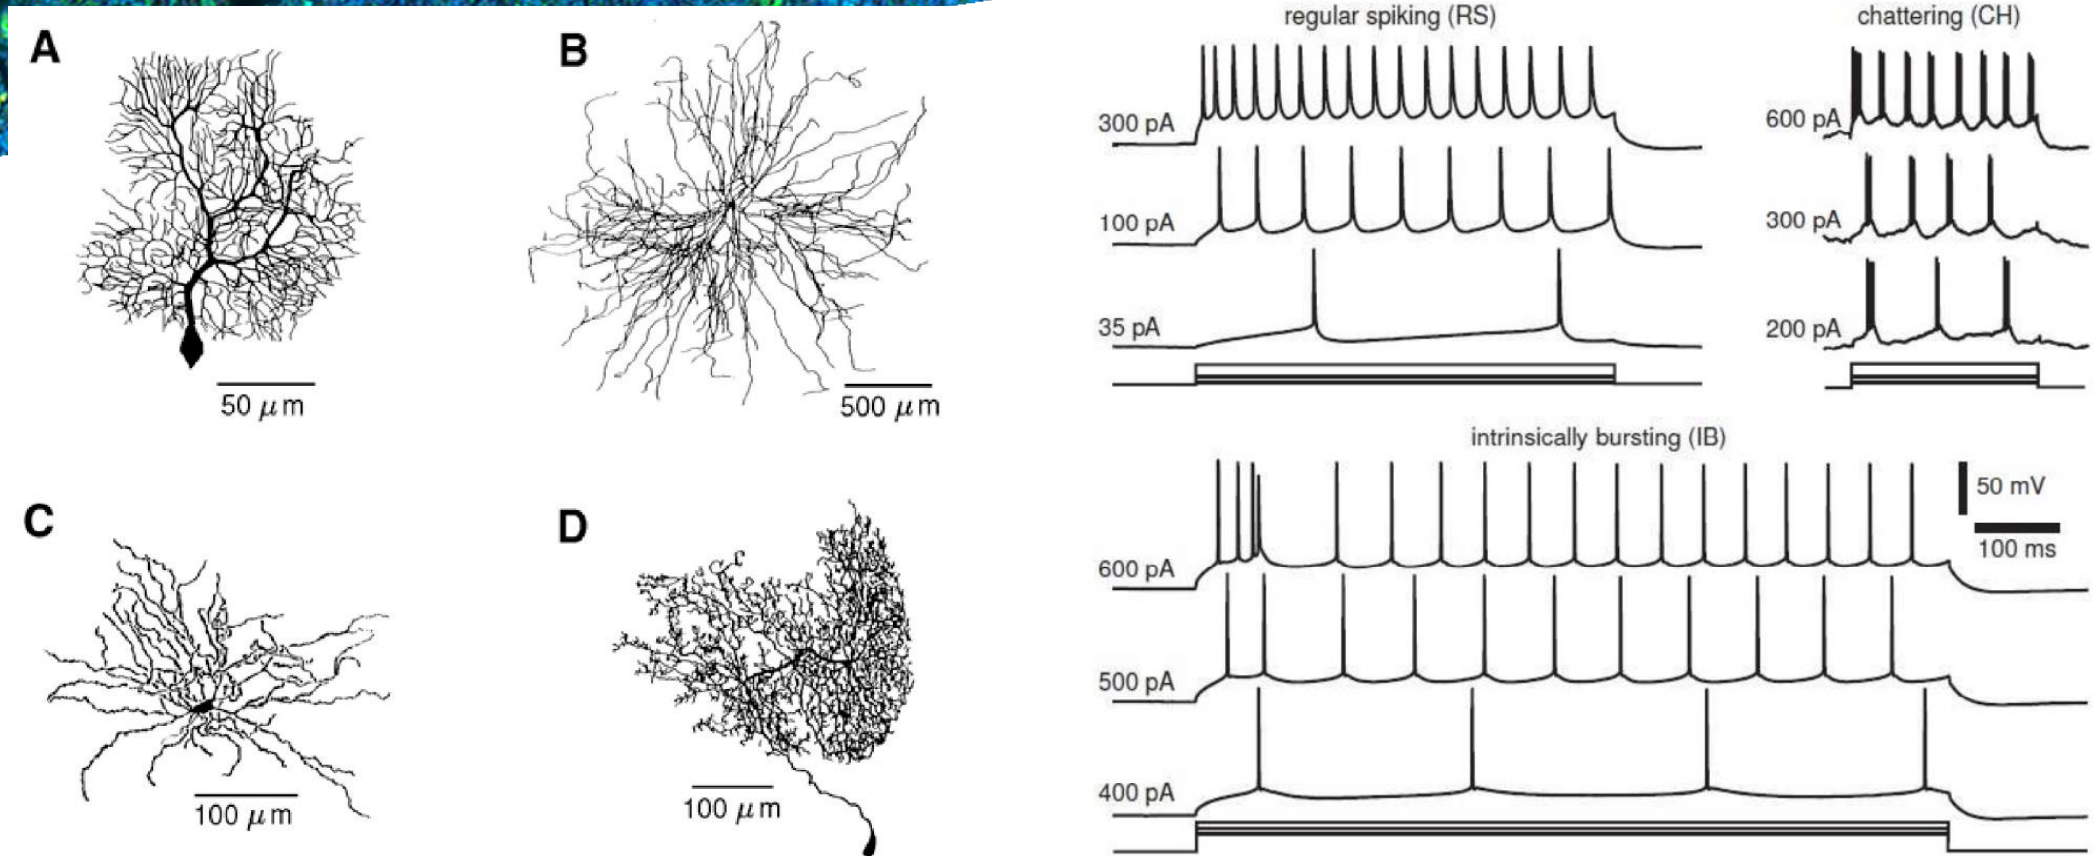 A
B
50 μm
500 μm
C
D
100 μm
100 μm
regular spiking (RS)
300 pA
100 pA
35 pA
chattering (CH)
600 pA
300 pA
200 pA
intrinsically bursting (IB)
50 mV
100 ms
600 pA
500 pA
400 pA